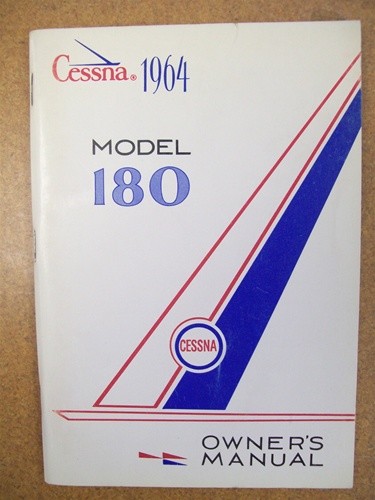 Cessna® 1964
MODEL
180
CESSNA
OWNER'S
MANUAL